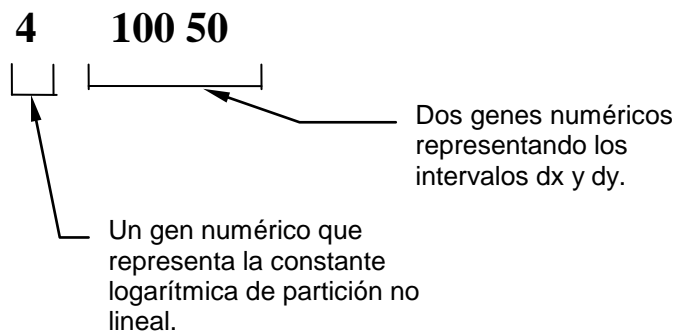 4 100 50
Dos genes numéricos
representando los
intervalos dx y dy.
Un gen numérico que
representa la constante
logarítmica de partición no
lineal.